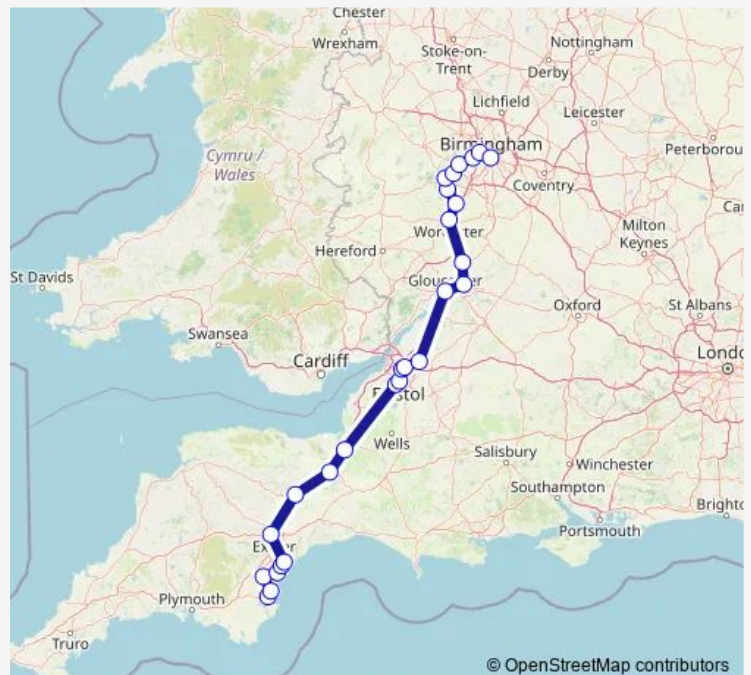 Chester
Wrexham
Stoke-on-
Trent
Nottingham
Derby
Lichfield
Leicester
Birmingham
Peterborou
Cymru /
Wales
Coventry
Car
Milton
Keynes
Hereford
St Davids
Oxford
St Albans
Swansea
Cardiff
Londo
Wells
Salisbury
Winchester
Southampton
Brighto
Portsmouth
Plymouth
Truro
© OpenStreetMap contributors